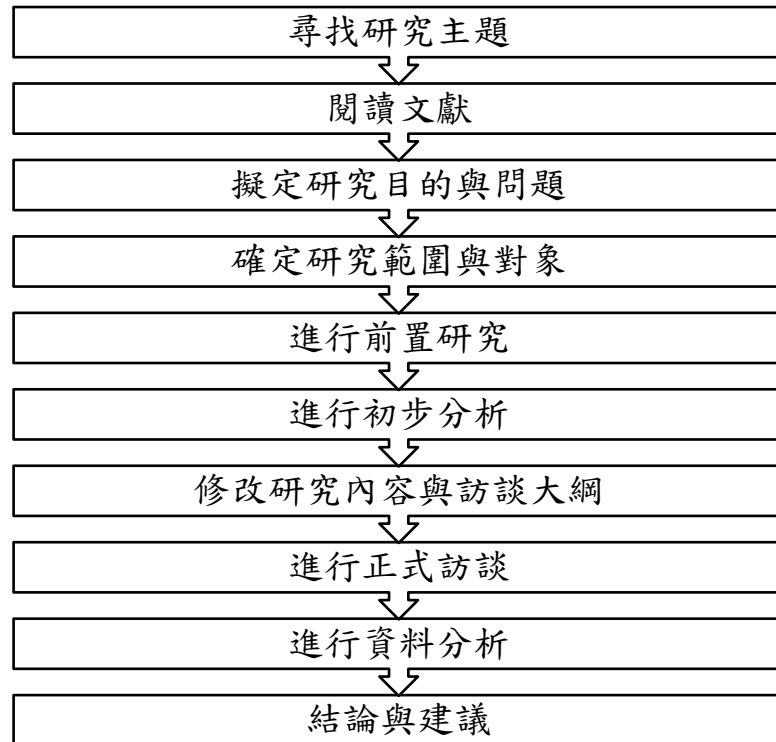 尋找研究主題
閱讀文獻
擬定研究目的與問題
確定研究範圍與對象
進行前置研究
進行初步分析
修改研究內容與訪談大綱
進行正式訪談
進行資料分析
結論與建議